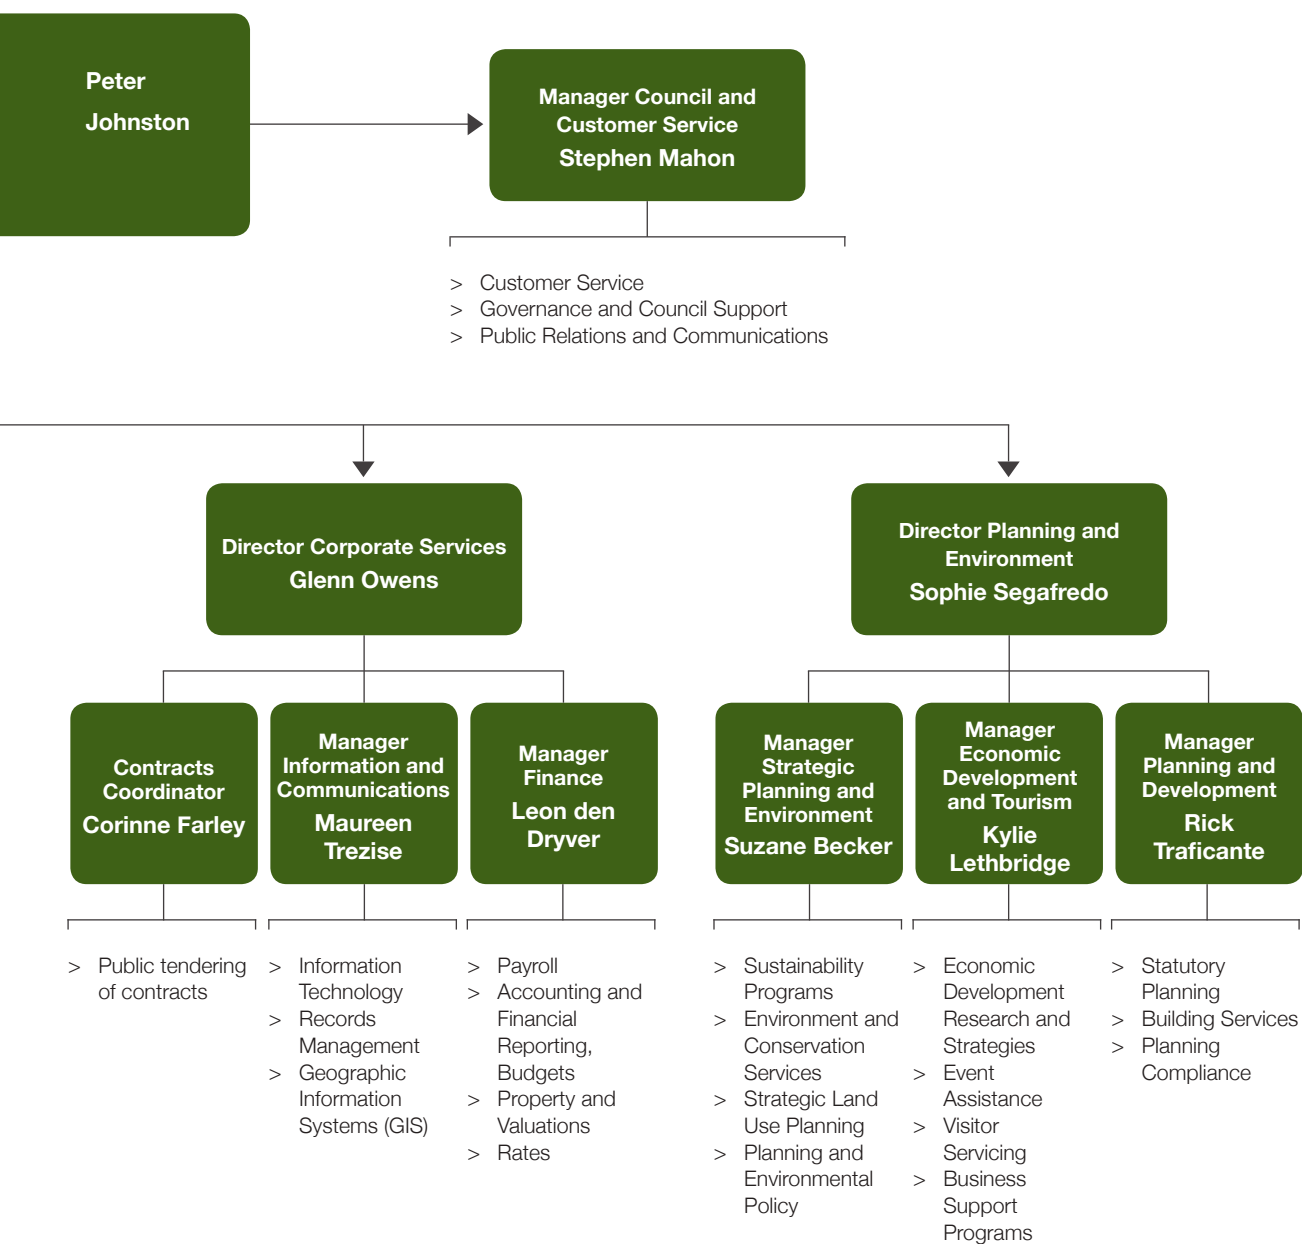 Peter
Johnston
Manager Council and
Customer Service
Stephen Mahon
> Customer Service
> Governance and Council Support
> Public Relations and Communications
Director Corporate Services
Glenn Owens
Director Planning and
Environment
Sophie Segafredo
Contracts
Coordinator
Corinne Farley
Manager
Information and
Communications
Maureen
Trezise
Manager
Finance
Leon den
Dryver
Manager
Strategic
Planning and
Environment
Suzane Becker
Manager
Economic
Development
and Tourism
Kylie
Lethbridge
Manager
Planning and
Development
Rick
Traficante
> Public tendering
of contracts
> Information
Technology
> Records
Management
> Geographic
Information
Systems (GIS)
> Payroll
> Accounting and
Financial
Reporting,
Budgets
> Property and
Valuations
> Rates
> Sustainability
Programs
> Environment and
Conservation
Services
> Strategic Land
Use Planning
> Planning and
Environmental
Policy
> Economic
Development
Research and
Strategies
> Event
Assistance
> Visitor
Servicing
> Business
Support
Programs
> Statutory
Planning
> Building Services
> Planning
Compliance